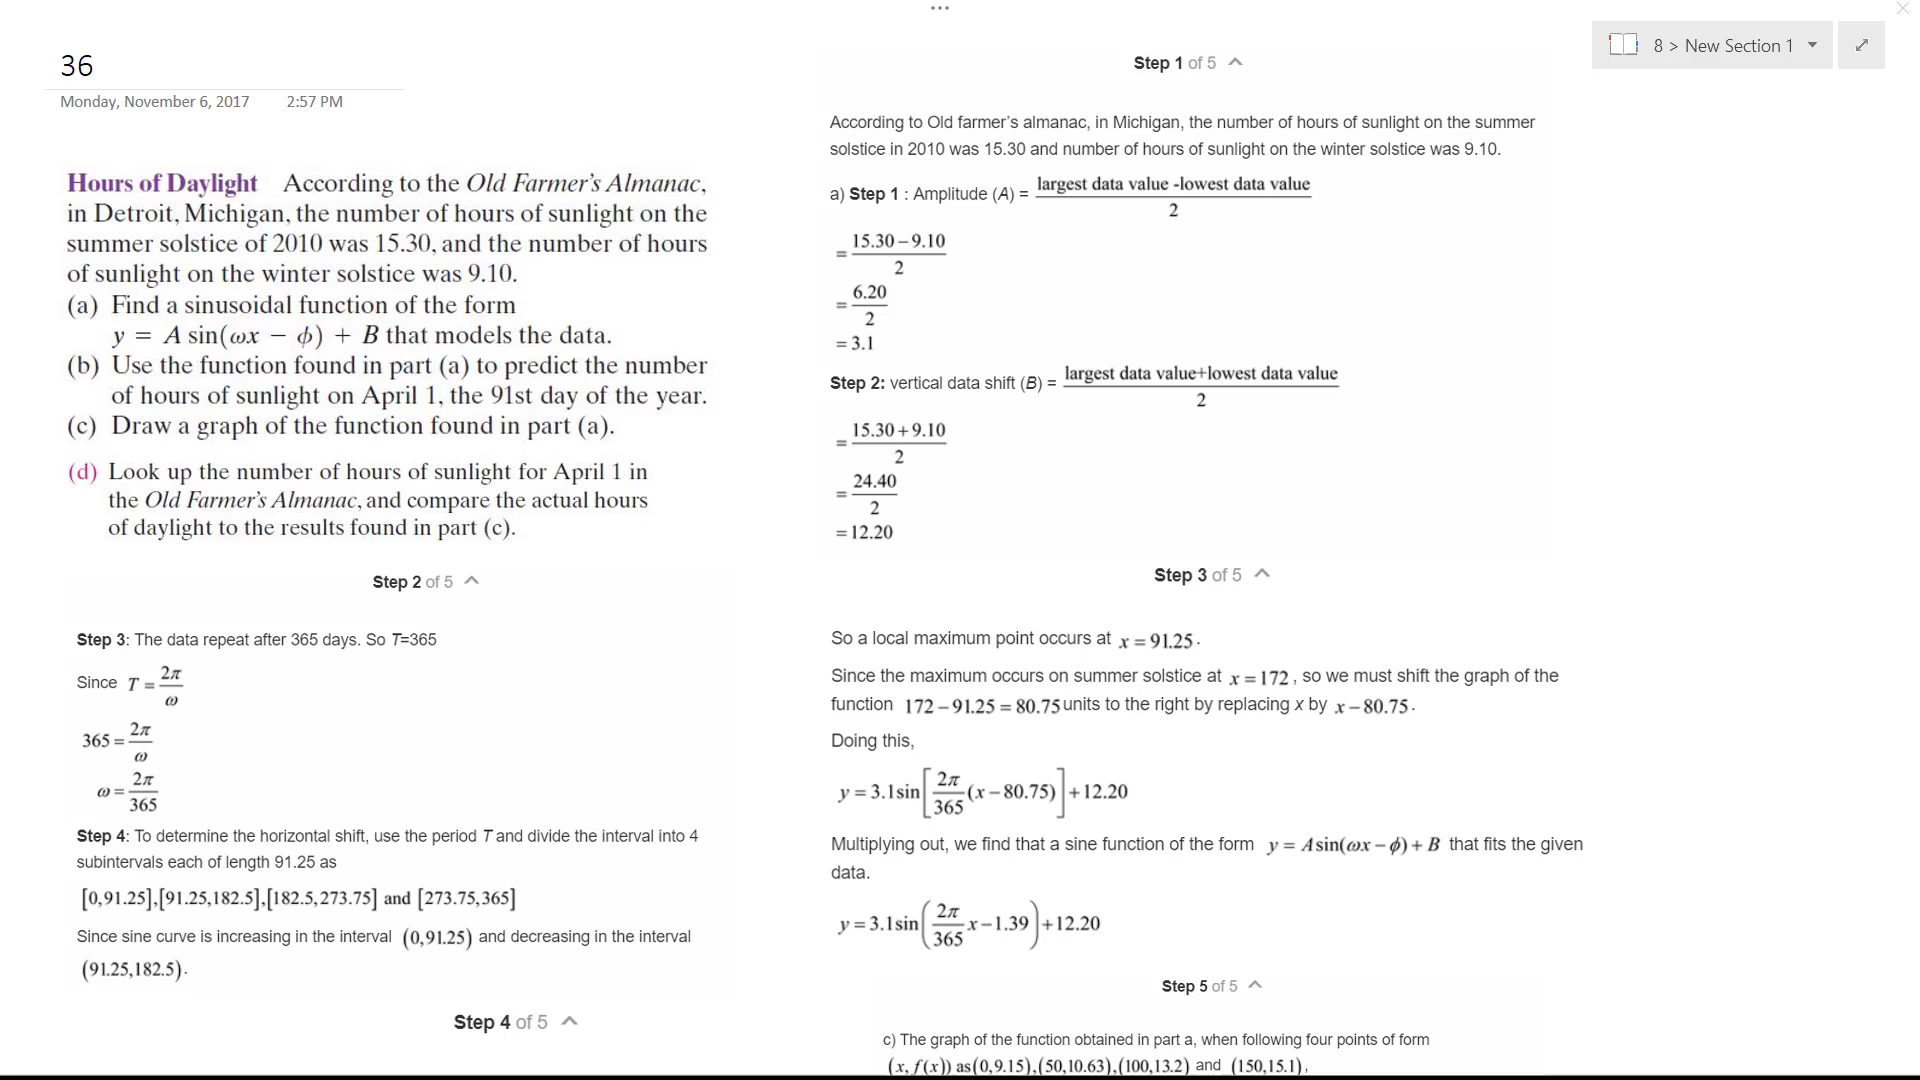 ...
8 > New Section 1
36
Monday, November 6, 2017 2:57 PM
Hours of Daylight According to the Old Farmer's Almanac,
in Detroit, Michigan, the number of hours of sunlight on the
summer solstice of 2010 was 15.30, and the number of hours
of sunlight on the winter solstice was 9.10.
(a) Find a sinusoidal function of the form
y = A sin(ωx − ϕ) + B that models the data.
(b) Use the function found in part (a) to predict the number
of hours of sunlight on April 1, the 91st day of the year.
(c) Draw a graph of the function found in part (a).
(d) Look up the number of hours of sunlight for April 1 in
the Old Farmer's Almanac, and compare the actual hours
of daylight to the results found in part (c).
Step 1 of 5
According to Old farmer's almanac, in Michigan, the number of hours of sunlight on the summer
solstice in 2010 was 15.30 and number of hours of sunlight on the winter solstice was 9.10.
a) Step 1 : Amplitude (A) = largest data value -lowest data value / 2
= 15.30 − 9.10 / 2
= 6.20 / 2
= 3.1
Step 2: vertical data shift (B) = largest data value+lowest data value / 2
= 15.30 + 9.10 / 2
= 24.40 / 2
= 12.20
Step 2 of 5
Step 3: The data repeat after 365 days. So T=365
Since T = 2π / ω
365 = 2π / ω
ω = 2π / 365
Step 4: To determine the horizontal shift, use the period T and divide the interval into 4
subintervals each of length 91.25 as
[0,91.25],[91.25,182.5],[182.5,273.75] and [273.75,365]
Since sine curve is increasing in the interval (0,91.25) and decreasing in the interval
(91.25,182.5).
Step 3 of 5
So a local maximum point occurs at x = 91.25.
Since the maximum occurs on summer solstice at x = 172, so we must shift the graph of the
function 172 − 91.25 = 80.75 units to the right by replacing x by x − 80.75.
Doing this,
y = 3.1sin[2π / 365 (x − 80.75)] + 12.20
Multiplying out, we find that a sine function of the form y = Asin(ωx − ϕ) + B that fits the given
data.
y = 3.1sin(2π / 365 x − 1.39) + 12.20
Step 4 of 5
Step 5 of 5
c) The graph of the function obtained in part a, when following four points of form
(x, f(x)) as(0,9.15),(50,10.63),(100,13.2) and (150,15.1),